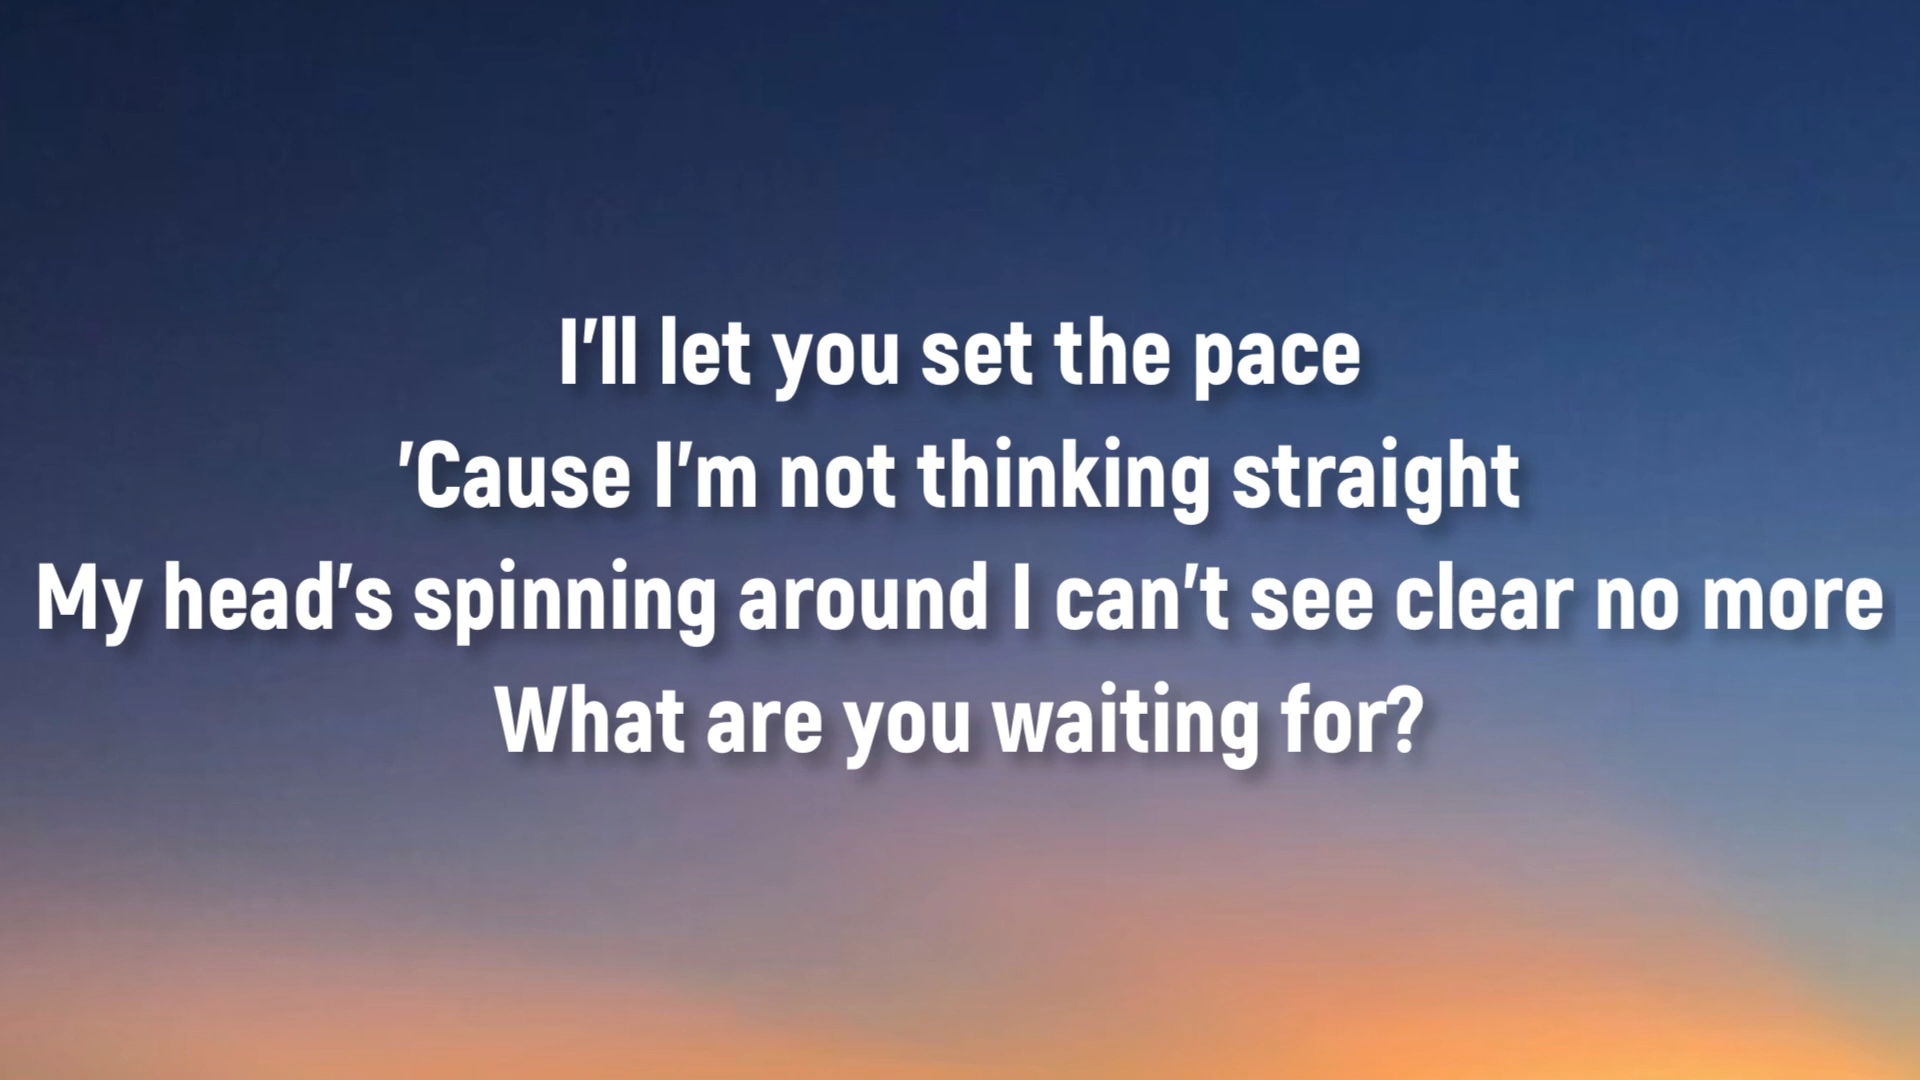 I'll let you set the pace
'Cause I'm not thinking straight
My head's spinning around I can't see clear no more
What are you waiting for?